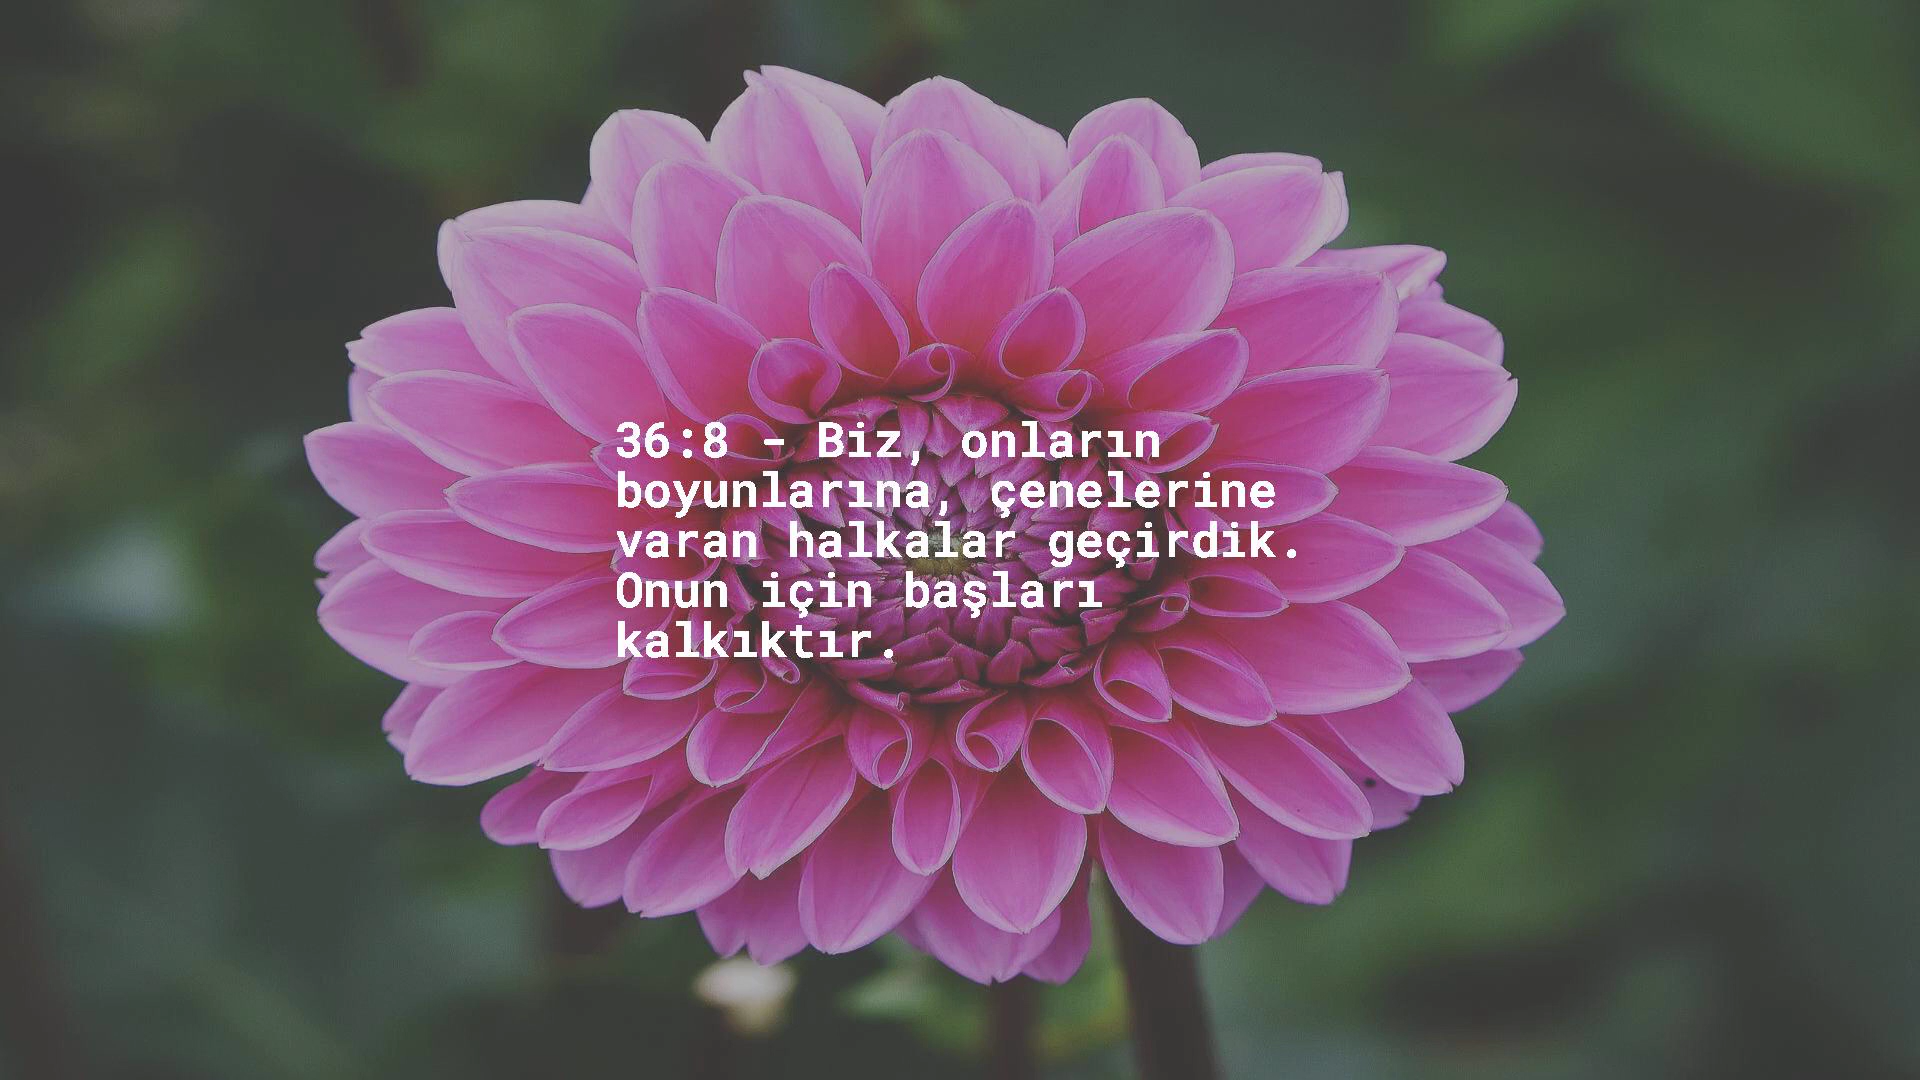 36:8 - Biz, onların
boyunlarına, çenelerine
varan halkalar geçirdik.
Onun için başları
kalkıktır.